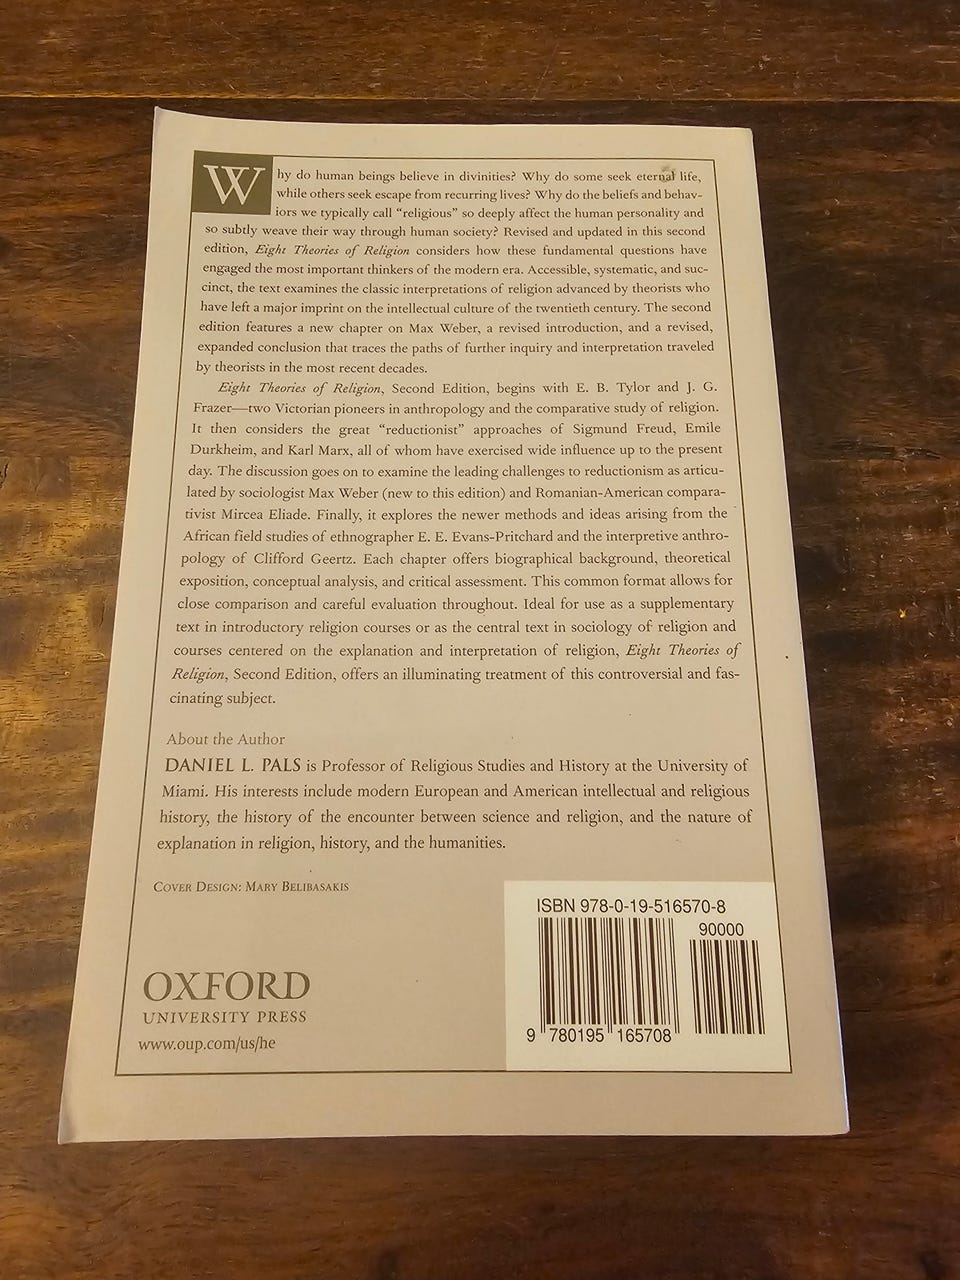 Why do human beings believe in divinities? Why do some seek eternal life,
while others seek escape from recurring lives? Why do the beliefs and behav-
iors we typically call “religious” so deeply affect the human personality and
so subtly weave their way through human society? Revised and updated in this second
edition, Eight Theories of Religion considers how these fundamental questions have
engaged the most important thinkers of the modern era. Accessible, systematic, and suc-
cinct, the text examines the classic interpretations of religion advanced by theorists who
have left a major imprint on the intellectual culture of the twentieth century. The second
edition features a new chapter on Max Weber, a revised introduction, and a revised,
expanded conclusion that traces the paths of further inquiry and interpretation traveled
by theorists in the most recent decades.
Eight Theories of Religion, Second Edition, begins with E. B. Tylor and J. G.
Frazer—two Victorian pioneers in anthropology and the comparative study of religion.
It then considers the great “reductionist” approaches of Sigmund Freud, Emile
Durkheim, and Karl Marx, all of whom have exercised wide influence up to the present
day. The discussion goes on to examine the leading challenges to reductionism as articu-
lated by sociologist Max Weber (new to this edition) and Romanian-American compara-
tivist Mircea Eliade. Finally, it explores the newer methods and ideas arising from the
African field studies of ethnographer E. E. Evans-Pritchard and the interpretive anthro-
pology of Clifford Geertz. Each chapter offers biographical background, theoretical
exposition, conceptual analysis, and critical assessment. This common format allows for
close comparison and careful evaluation throughout. Ideal for use as a supplementary
text in introductory religion courses or as the central text in sociology of religion and
courses centered on the explanation and interpretation of religion, Eight Theories of
Religion, Second Edition, offers an illuminating treatment of this controversial and fas-
cinating subject.
About the Author
DANIEL L. PALS is Professor of Religious Studies and History at the University of
Miami. His interests include modern European and American intellectual and religious
history, the history of the encounter between science and religion, and the nature of
explanation in religion, history, and the humanities.
COVER DESIGN: MARY BELIBASAKIS
OXFORD
UNIVERSITY PRESS
www.oup.com/us/he
ISBN 978-0-19-516570-8
90000
9 780195 165708